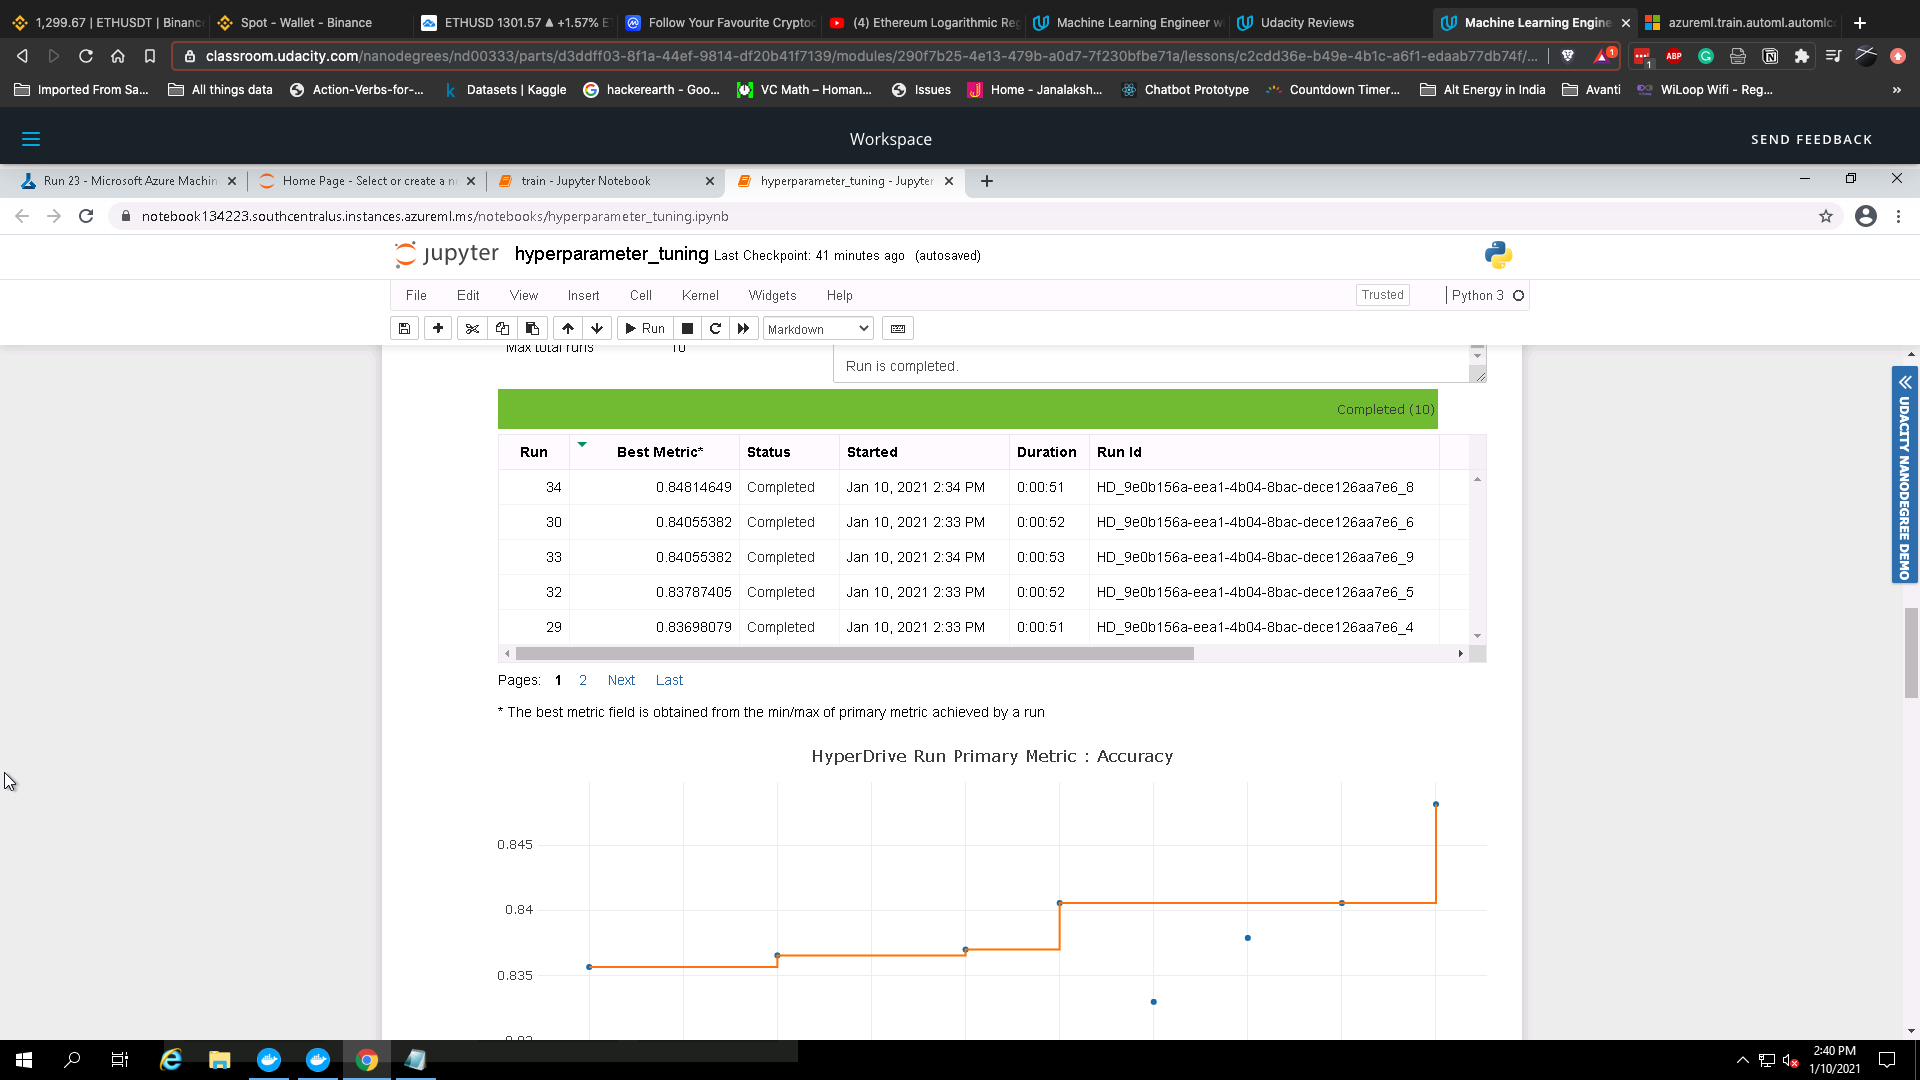 1,299.67 | ETHUSDT | Binanc
Spot - Wallet - Binance
ETHUSD 1301.57 ▲ +1.57% E
Follow Your Favourite Cryptoc
(4) Ethereum Logarithmic Reg
Machine Learning Engineer w
Udacity Reviews
Machine Learning Engine
azureml.train.automl.automlco
classroom.udacity.com/nanodegrees/nd00333/parts/d3ddff03-8f1a-44ef-9814-df20b41f7139/modules/290f7b25-4e13-479b-a0d7-7f230bfbe71a/lessons/c2cdd36e-b49e-4b1c-a6f1-edaab77db74f/...
1
1
ABP
Imported From Sa...
All things data
Action-Verbs-for-...
Datasets | Kaggle
hackerearth - Goo...
VC Math – Homan...
Issues
Home - Janalaksh...
Chatbot Prototype
Countdown Timer...
Alt Energy in India
Avanti
WiLoop Wifi - Reg...
Workspace
SEND FEEDBACK
Run 23 - Microsoft Azure Machin
Home Page - Select or create a n
train - Jupyter Notebook
hyperparameter_tuning - Jupyter
notebook134223.southcentralus.instances.azureml.ms/notebooks/hyperparameter_tuning.ipynb
jupyter hyperparameter_tuning Last Checkpoint: 41 minutes ago (autosaved)
File Edit View Insert Cell Kernel Widgets Help
Trusted
Python 3
Run
Markdown
Max total runs 10
Run is completed.
Completed (10)
Run Best Metric* Status Started Duration Run Id
34 0.84814649 Completed Jan 10, 2021 2:34 PM 0:00:51 HD_9e0b156a-eea1-4b04-8bac-dece126aa7e6_8
30 0.84055382 Completed Jan 10, 2021 2:33 PM 0:00:52 HD_9e0b156a-eea1-4b04-8bac-dece126aa7e6_6
33 0.84055382 Completed Jan 10, 2021 2:34 PM 0:00:53 HD_9e0b156a-eea1-4b04-8bac-dece126aa7e6_9
32 0.83787405 Completed Jan 10, 2021 2:33 PM 0:00:52 HD_9e0b156a-eea1-4b04-8bac-dece126aa7e6_5
29 0.83698079 Completed Jan 10, 2021 2:33 PM 0:00:51 HD_9e0b156a-eea1-4b04-8bac-dece126aa7e6_4
Pages: 1 2 Next Last
* The best metric field is obtained from the min/max of primary metric achieved by a run
HyperDrive Run Primary Metric : Accuracy
0.845
0.84
0.835
UDACITY NANODEGREE DEMO
2:40 PM
1/10/2021